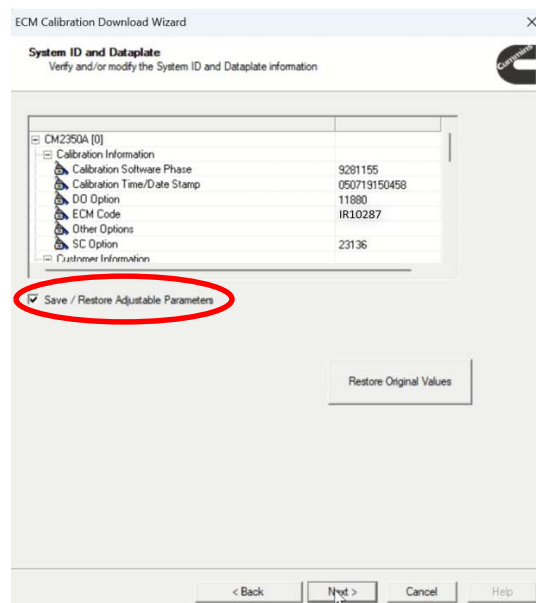 ECM Calibration Download Wizard
System ID and Dataplate
Verify and/or modify the System ID and Dataplate information
Cummins
CM2350A [0]
Calibration Information
Calibration Software Phase 9281155
Calibration Time/Date Stamp 050719150458
DO Option 11880
ECM Code IR10287
Other Options
SC Option 23136
Customer Information
Save / Restore Adjustable Parameters
Restore Original Values
< Back Next > Cancel Help